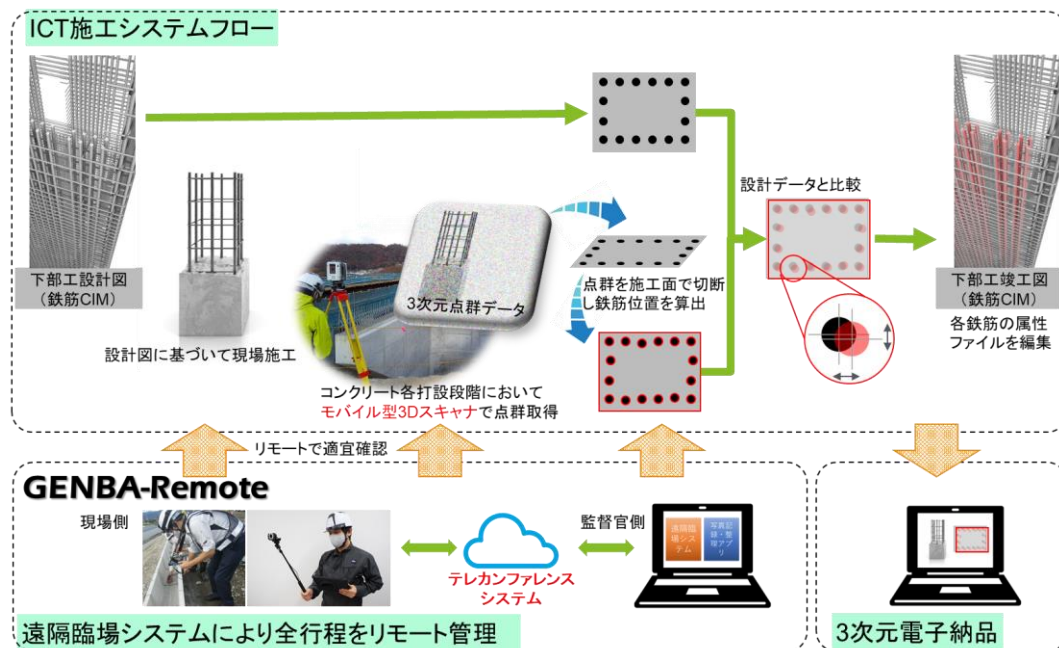 ICT施工システムフロー
下部工設計図
(鉄筋CIM)
設計図に基づいて現場施工
3次元点群データ
コンクリート各打設段階において
モバイル型3Dスキャナで点群取得
点群を施工面で切断
し鉄筋位置を算出
設計データと比較
下部工竣工図
(鉄筋CIM)
各鉄筋の属性
ファイルを編集
リモートで適宜確認
GENBA-Remote
現場側
テレカンファレンス
システム
監督官側
遠隔臨場シス
テム
写真記録・整
理アプリ
遠隔臨場システムにより全行程をリモート管理
3次元電子納品